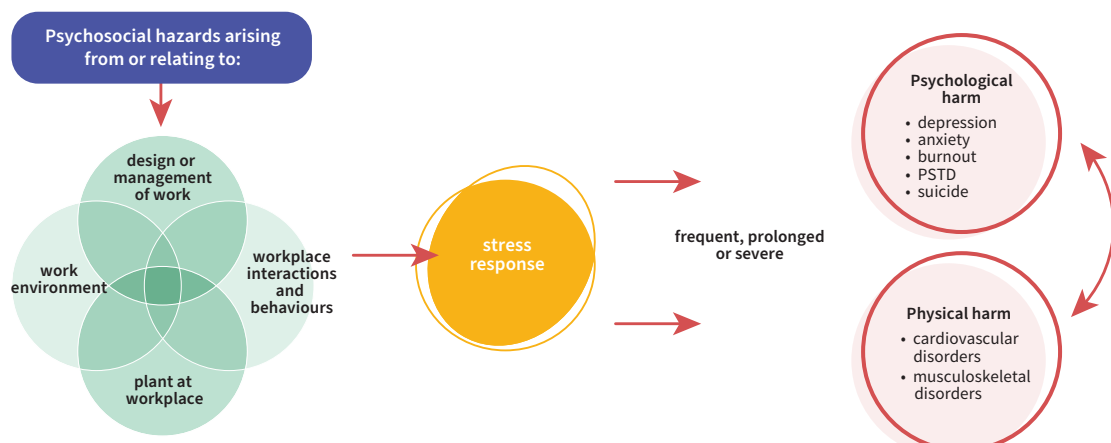 Psychosocial hazards arising
from or relating to:
design or
management
of work
work
environment
workplace
interactions
and
behaviours
plant at
workplace
stress
response
frequent, prolonged
or severe
Psychological
harm
• depression
• anxiety
• burnout
• PSTD
• suicide
Physical harm
• cardiovascular
disorders
• musculoskeletal
disorders